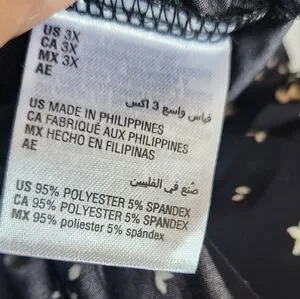 US 3X
CA 3X
MX 3X
AE
قياس واسع 3 اكس
US MADE IN PHILIPPINES
CA FABRIQUÉ AUX PHILIPPINES
MX HECHO EN FILIPINAS
AE
صُنع في الفلبين
US 95% POLYESTER 5% SPANDEX
CA 95% POLYESTER 5% SPANDEX
MX 95% POLYESTER 5% spándex